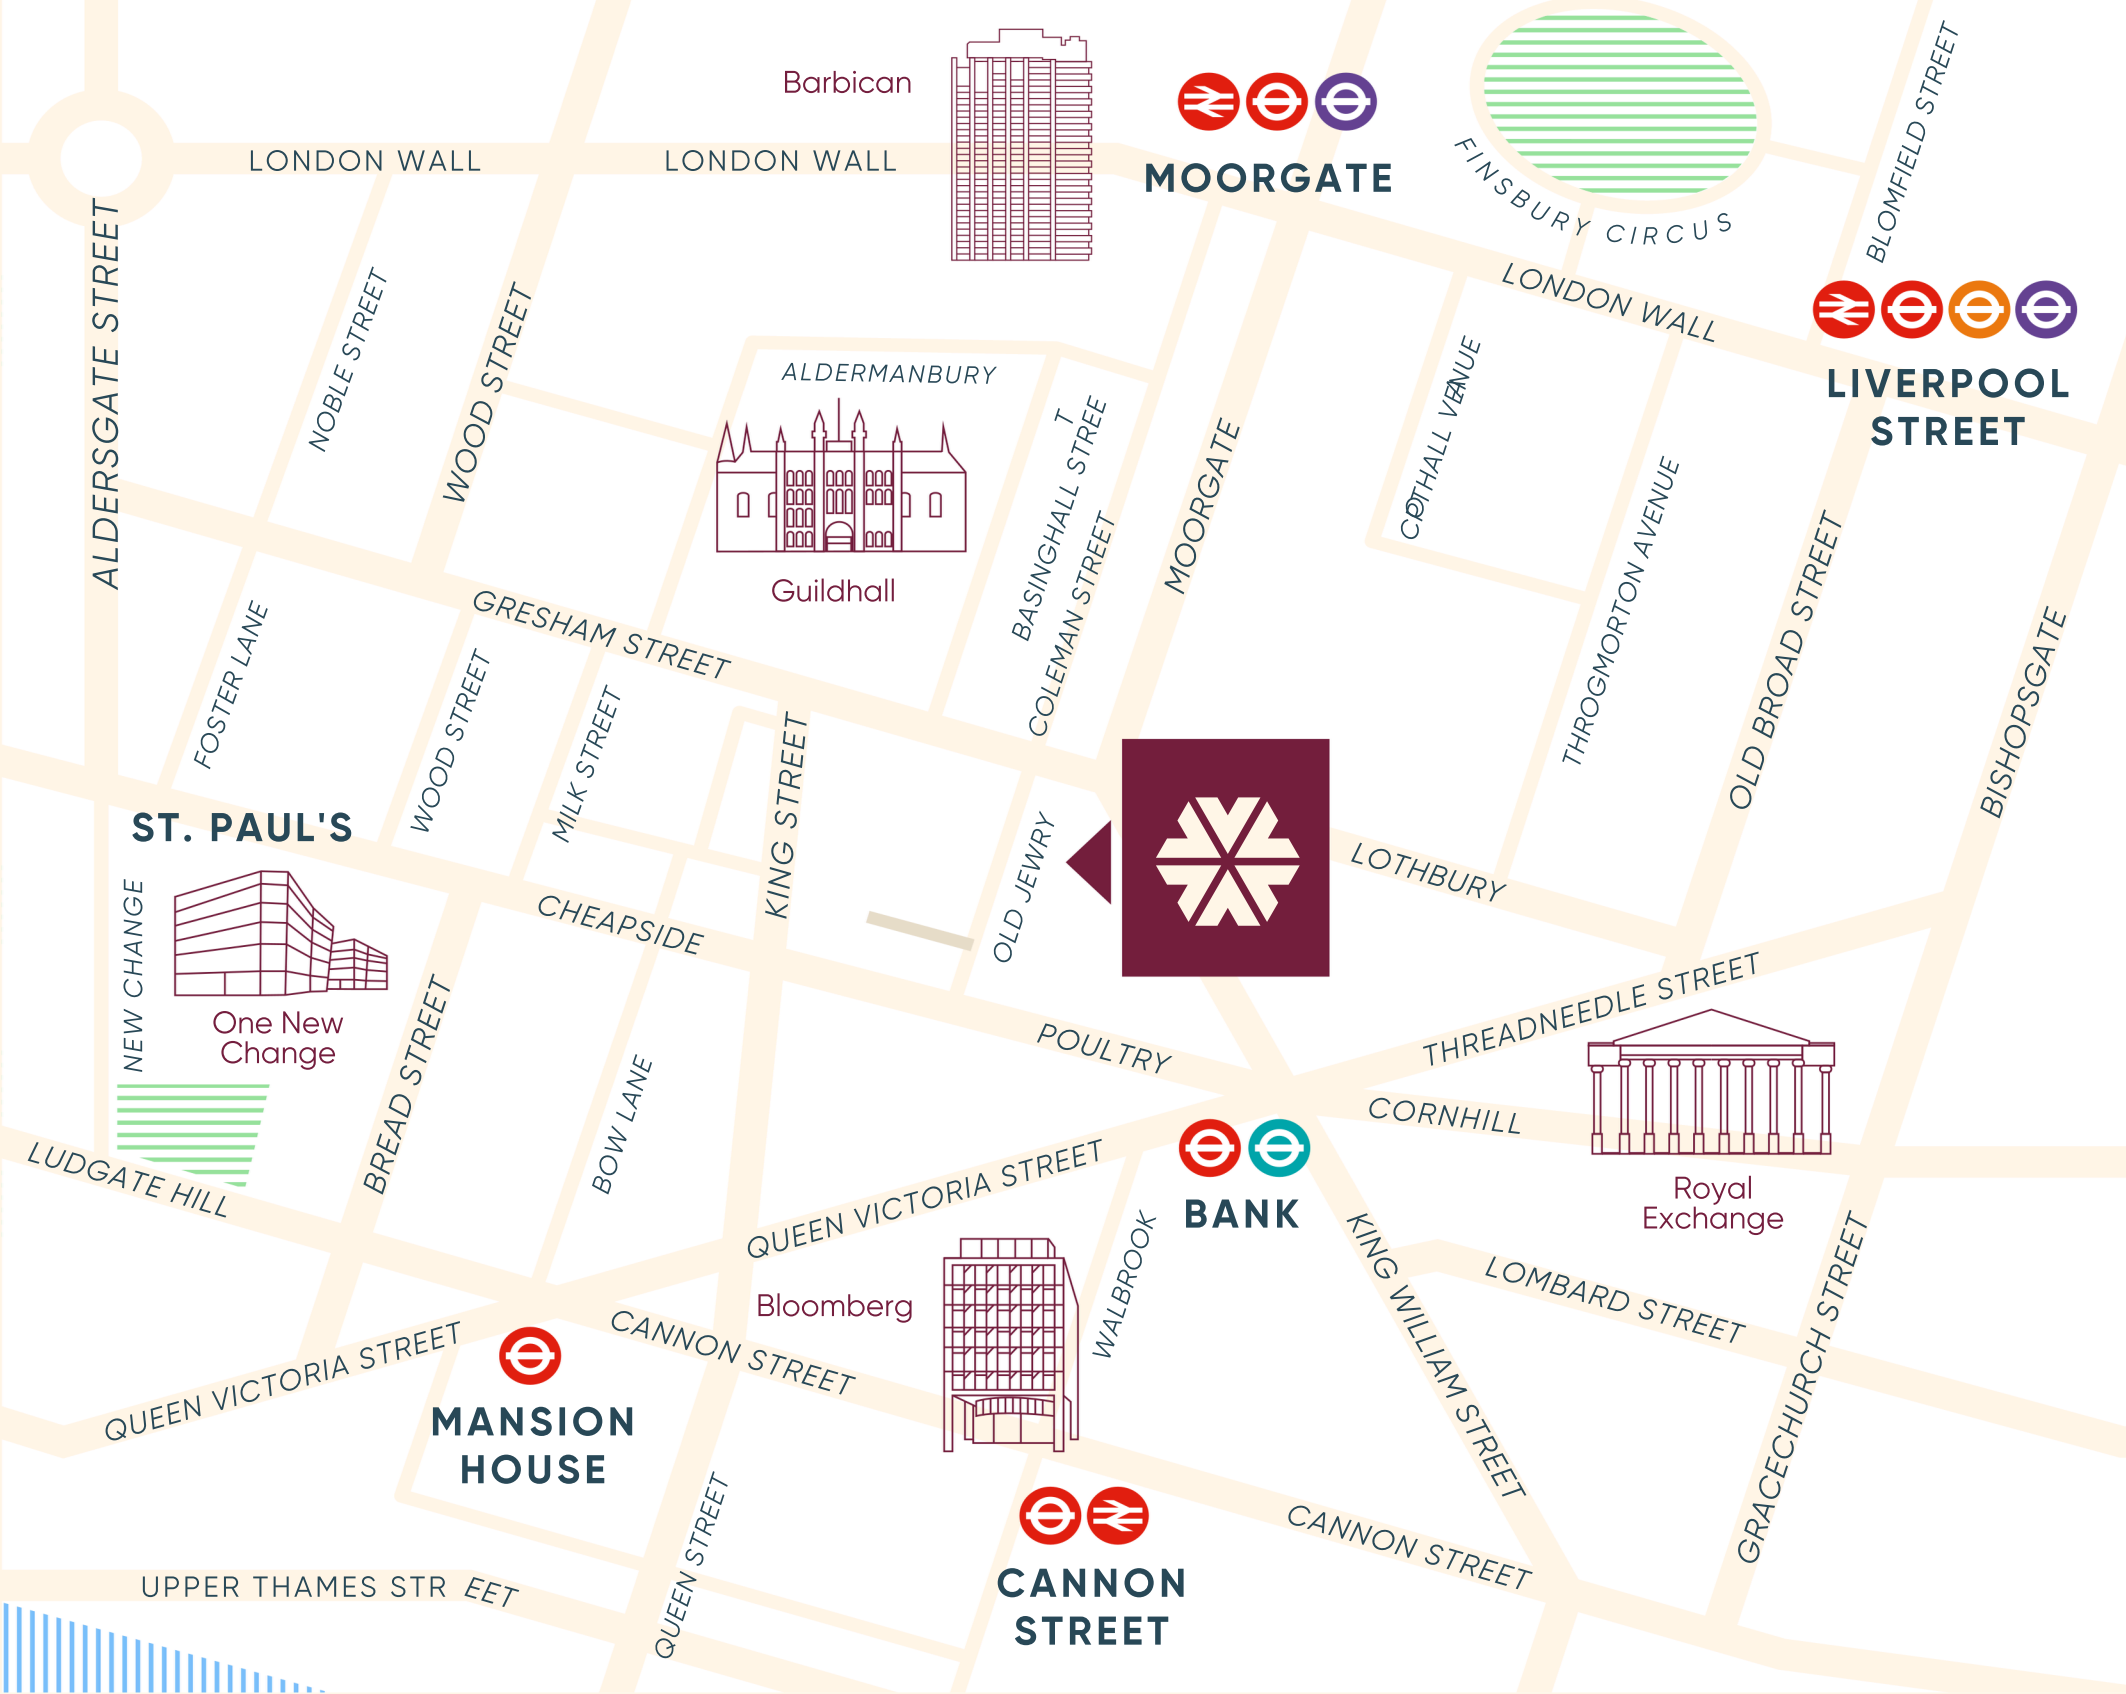 Barbican
MOORGATE
LONDON WALL
LONDON WALL
FINSBURY CIRCUS
BLOMFIELD STREET
LONDON WALL
LIVERPOOL
STREET
ALDERSGATE STREET
NOBLE STREET
WOOD STREET
ALDERMANBURY
Guildhall
BASINGHALL STREET
COLEMAN STREET
MOORGATE
COPTHALL AVENUE
THROGMORTON AVENUE
OLD BROAD STREET
BISHOPSGATE
GRESHAM STREET
FOSTER LANE
WOOD STREET
MILK STREET
KING STREET
OLD JEWRY
LOTHBURY
ST. PAUL'S
NEW CHANGE
One New
Change
CHEAPSIDE
POULTRY
THREADNEEDLE STREET
CORNHILL
Royal
Exchange
BREAD STREET
BOW LANE
LUDGATE HILL
QUEEN VICTORIA STREET
BANK
WALBROOK
Bloomberg
KING WILLIAM STREET
LOMBARD STREET
GRACECHURCH STREET
QUEEN VICTORIA STREET
MANSION
HOUSE
CANNON STREET
CANNON
STREET
CANNON STREET
QUEEN STREET
UPPER THAMES STR EET